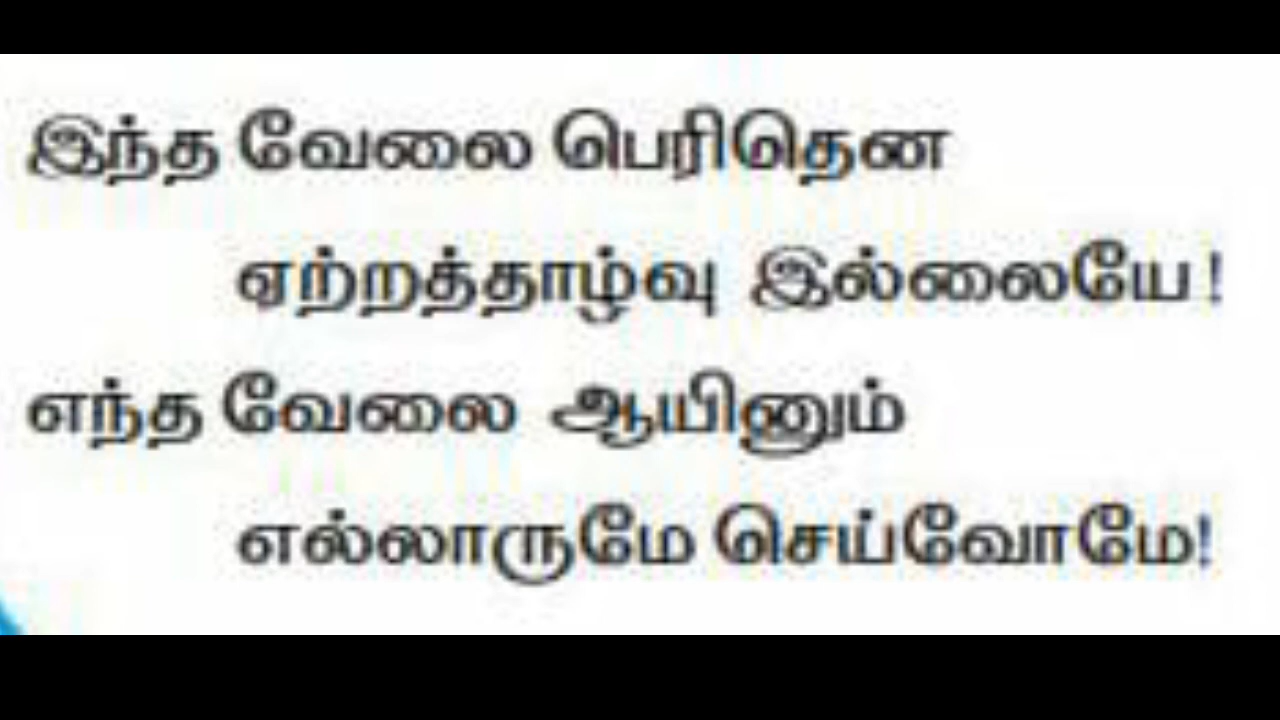 இந்த வேலை பெரிதென
ஏற்றத்தாழ்வு இல்லையே!
எந்த வேலை ஆயினும்
எல்லாருமே செய்வோமே!